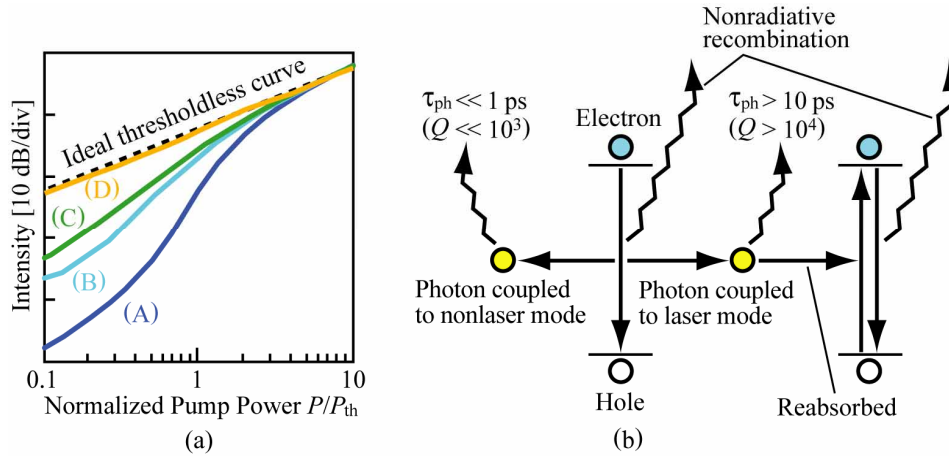 Intensity [10 dB/div]
Ideal thresholdless curve
(D)
(C)
(B)
(A)
0.1
1
10
Normalized Pump Power P/Pth
(a)
Nonradiative
recombination
τph << 1 ps
(Q << 10³)
Electron
τph > 10 ps
(Q > 10⁴)
Photon coupled
to nonlaser mode
Photon coupled
to laser mode
Hole
Reabsorbed
(b)